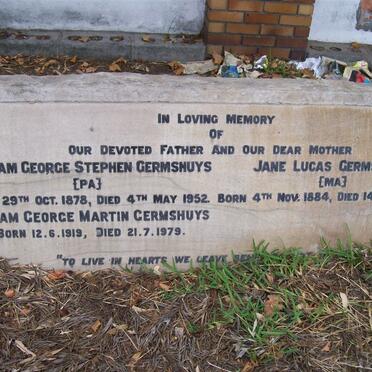 IN LOVING MEMORY
OF
OUR DEVOTED FATHER AND OUR DEAR MOTHER
AM GEORGE STEPHEN GERMSHUYS JANE LUCAS GERMS
[PA] [MA]
29TH OCT. 1878, DIED 4TH MAY 1952. BORN 4TH NOV. 1884, DIED 14
AM GEORGE MARTIN GERMSHUYS
BORN 12.6.1919, DIED 21.7.1979.
"TO LIVE IN HEARTS WE LEAVE